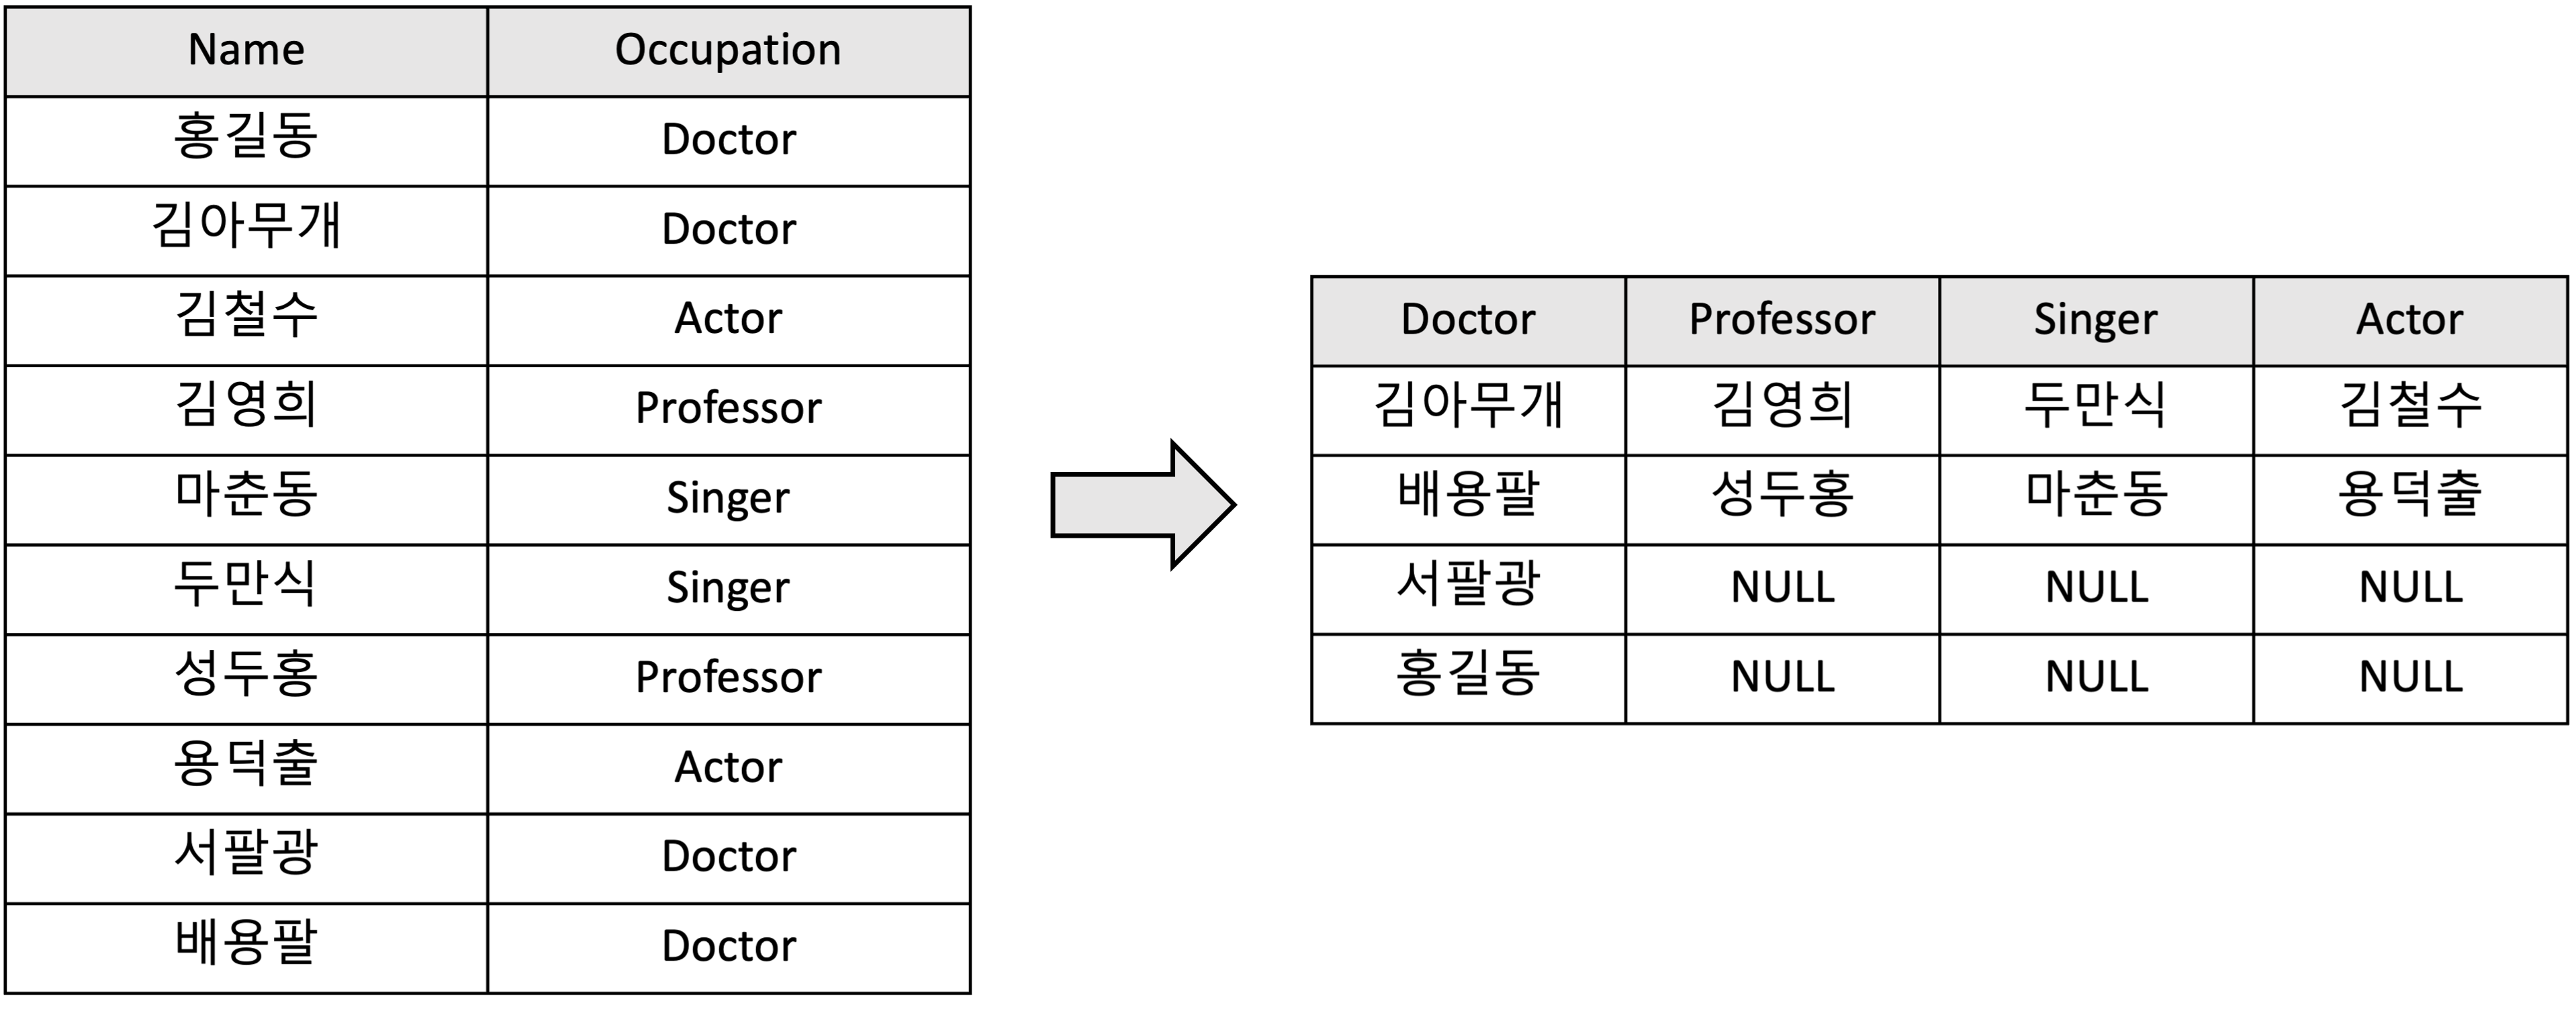 Name Occupation
홍길동 Doctor
김아무개 Doctor
김철수 Actor
김영희 Professor
마춘동 Singer
두만식 Singer
성두홍 Professor
용덕출 Actor
서팔광 Doctor
배용팔 Doctor
Doctor Professor Singer Actor
김아무개 김영희 두만식 김철수
배용팔 성두홍 마춘동 용덕출
서팔광 NULL NULL NULL
홍길동 NULL NULL NULL